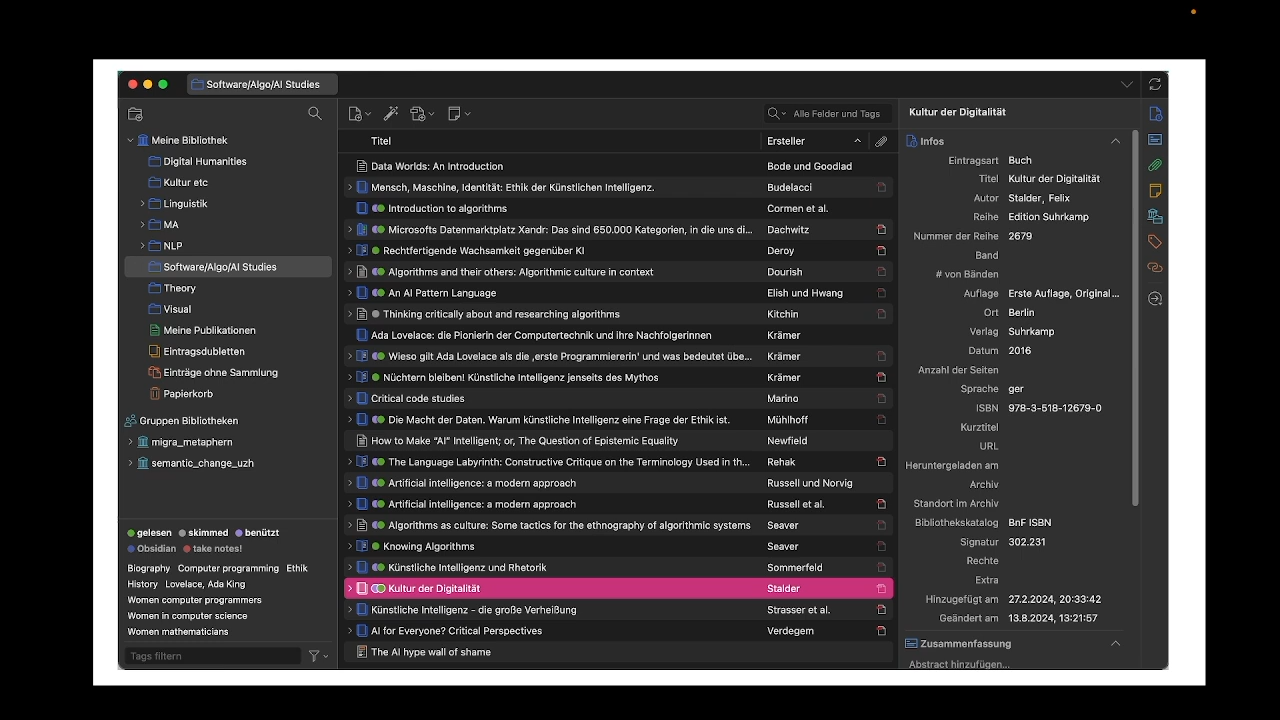 Software/Algo/AI Studies
Meine Bibliothek
Digital Humanities
Kultur etc
Linguistik
MA
NLP
Software/Algo/AI Studies
Theory
Visual
Meine Publikationen
Eintragsdubletten
Einträge ohne Sammlung
Papierkorb
Gruppen Bibliotheken
migra_metaphern
semantic_change_uzh
gelesen skimmed benützt
Obsidian take notes!
Biography Computer programming Ethik
History Lovelace, Ada King
Women computer programmers
Women in computer science
Women mathematicians
Tags filtern
Alle Felder und Tags
Titel Ersteller
Data Worlds: An Introduction Bode und Goodlad
Mensch, Maschine, Identität: Ethik der Künstlichen Intelligenz. Budelacci
Introduction to algorithms Cormen et al.
Microsofts Datenmarktplatz Xandr: Das sind 650.000 Kategorien, in die uns di... Dachwitz
Rechtfertigende Wachsamkeit gegenüber KI Deroy
Algorithms and their others: Algorithmic culture in context Dourish
An AI Pattern Language Elish und Hwang
Thinking critically about and researching algorithms Kitchin
Ada Lovelace: die Pionierin der Computertechnik und ihre Nachfolgerinnen Krämer
Wieso gilt Ada Lovelace als die ‚erste Programmiererin' und was bedeutet übe... Krämer
Nüchtern bleiben! Künstliche Intelligenz jenseits des Mythos Krämer
Critical code studies Marino
Die Macht der Daten. Warum künstliche Intelligenz eine Frage der Ethik ist. Mühlhoff
How to Make “AI” Intelligent; or, The Question of Epistemic Equality Newfield
The Language Labyrinth: Constructive Critique on the Terminology Used in th... Rehak
Artificial intelligence: a modern approach Russell und Norvig
Artificial intelligence: a modern approach Russell et al.
Algorithms as culture: Some tactics for the ethnography of algorithmic systems Seaver
Knowing Algorithms Seaver
Künstliche Intelligenz und Rhetorik Sommerfeld
Kultur der Digitalität Stalder
Künstliche Intelligenz - die große Verheißung Strasser et al.
AI for Everyone? Critical Perspectives Verdegem
The AI hype wall of shame
Kultur der Digitalität
Infos
Eintragsart Buch
Titel Kultur der Digitalität
Autor Stalder, Felix
Reihe Edition Suhrkamp
Nummer der Reihe 2679
Band
# von Bänden
Auflage Erste Auflage, Original...
Ort Berlin
Verlag Suhrkamp
Datum 2016
Anzahl der Seiten
Sprache ger
ISBN 978-3-518-12679-0
Kurztitel
URL
Heruntergeladen am
Archiv
Standort im Archiv
Bibliothekskatalog BnF ISBN
Signatur 302.231
Rechte
Extra
Hinzugefügt am 27.2.2024, 20:33:42
Geändert am 13.8.2024, 13:21:57
Zusammenfassung
Abstract hinzufügen...